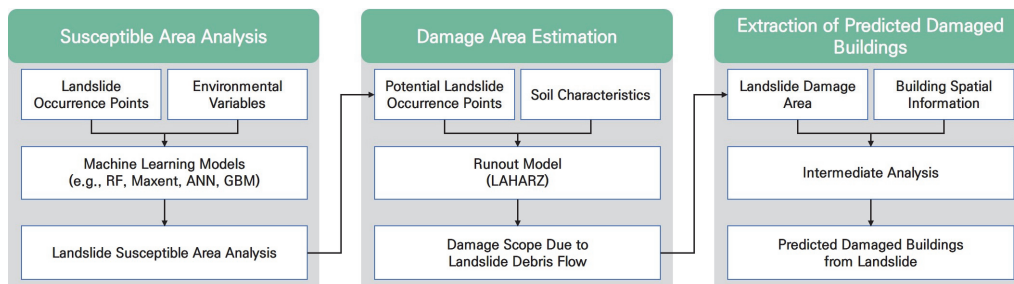 Susceptible Area Analysis
Landslide
Occurrence Points
Environmental
Variables
Machine Learning Models
(e.g., RF, Maxent, ANN, GBM)
Landslide Susceptible Area Analysis
Damage Area Estimation
Potential Landslide
Occurrence Points
Soil Characteristics
Runout Model
(LAHARZ)
Damage Scope Due to
Landslide Debris Flow
Extraction of Predicted Damaged
Buildings
Landslide Damage
Area
Building Spatial
Information
Intermediate Analysis
Predicted Damaged Buildings
from Landslide